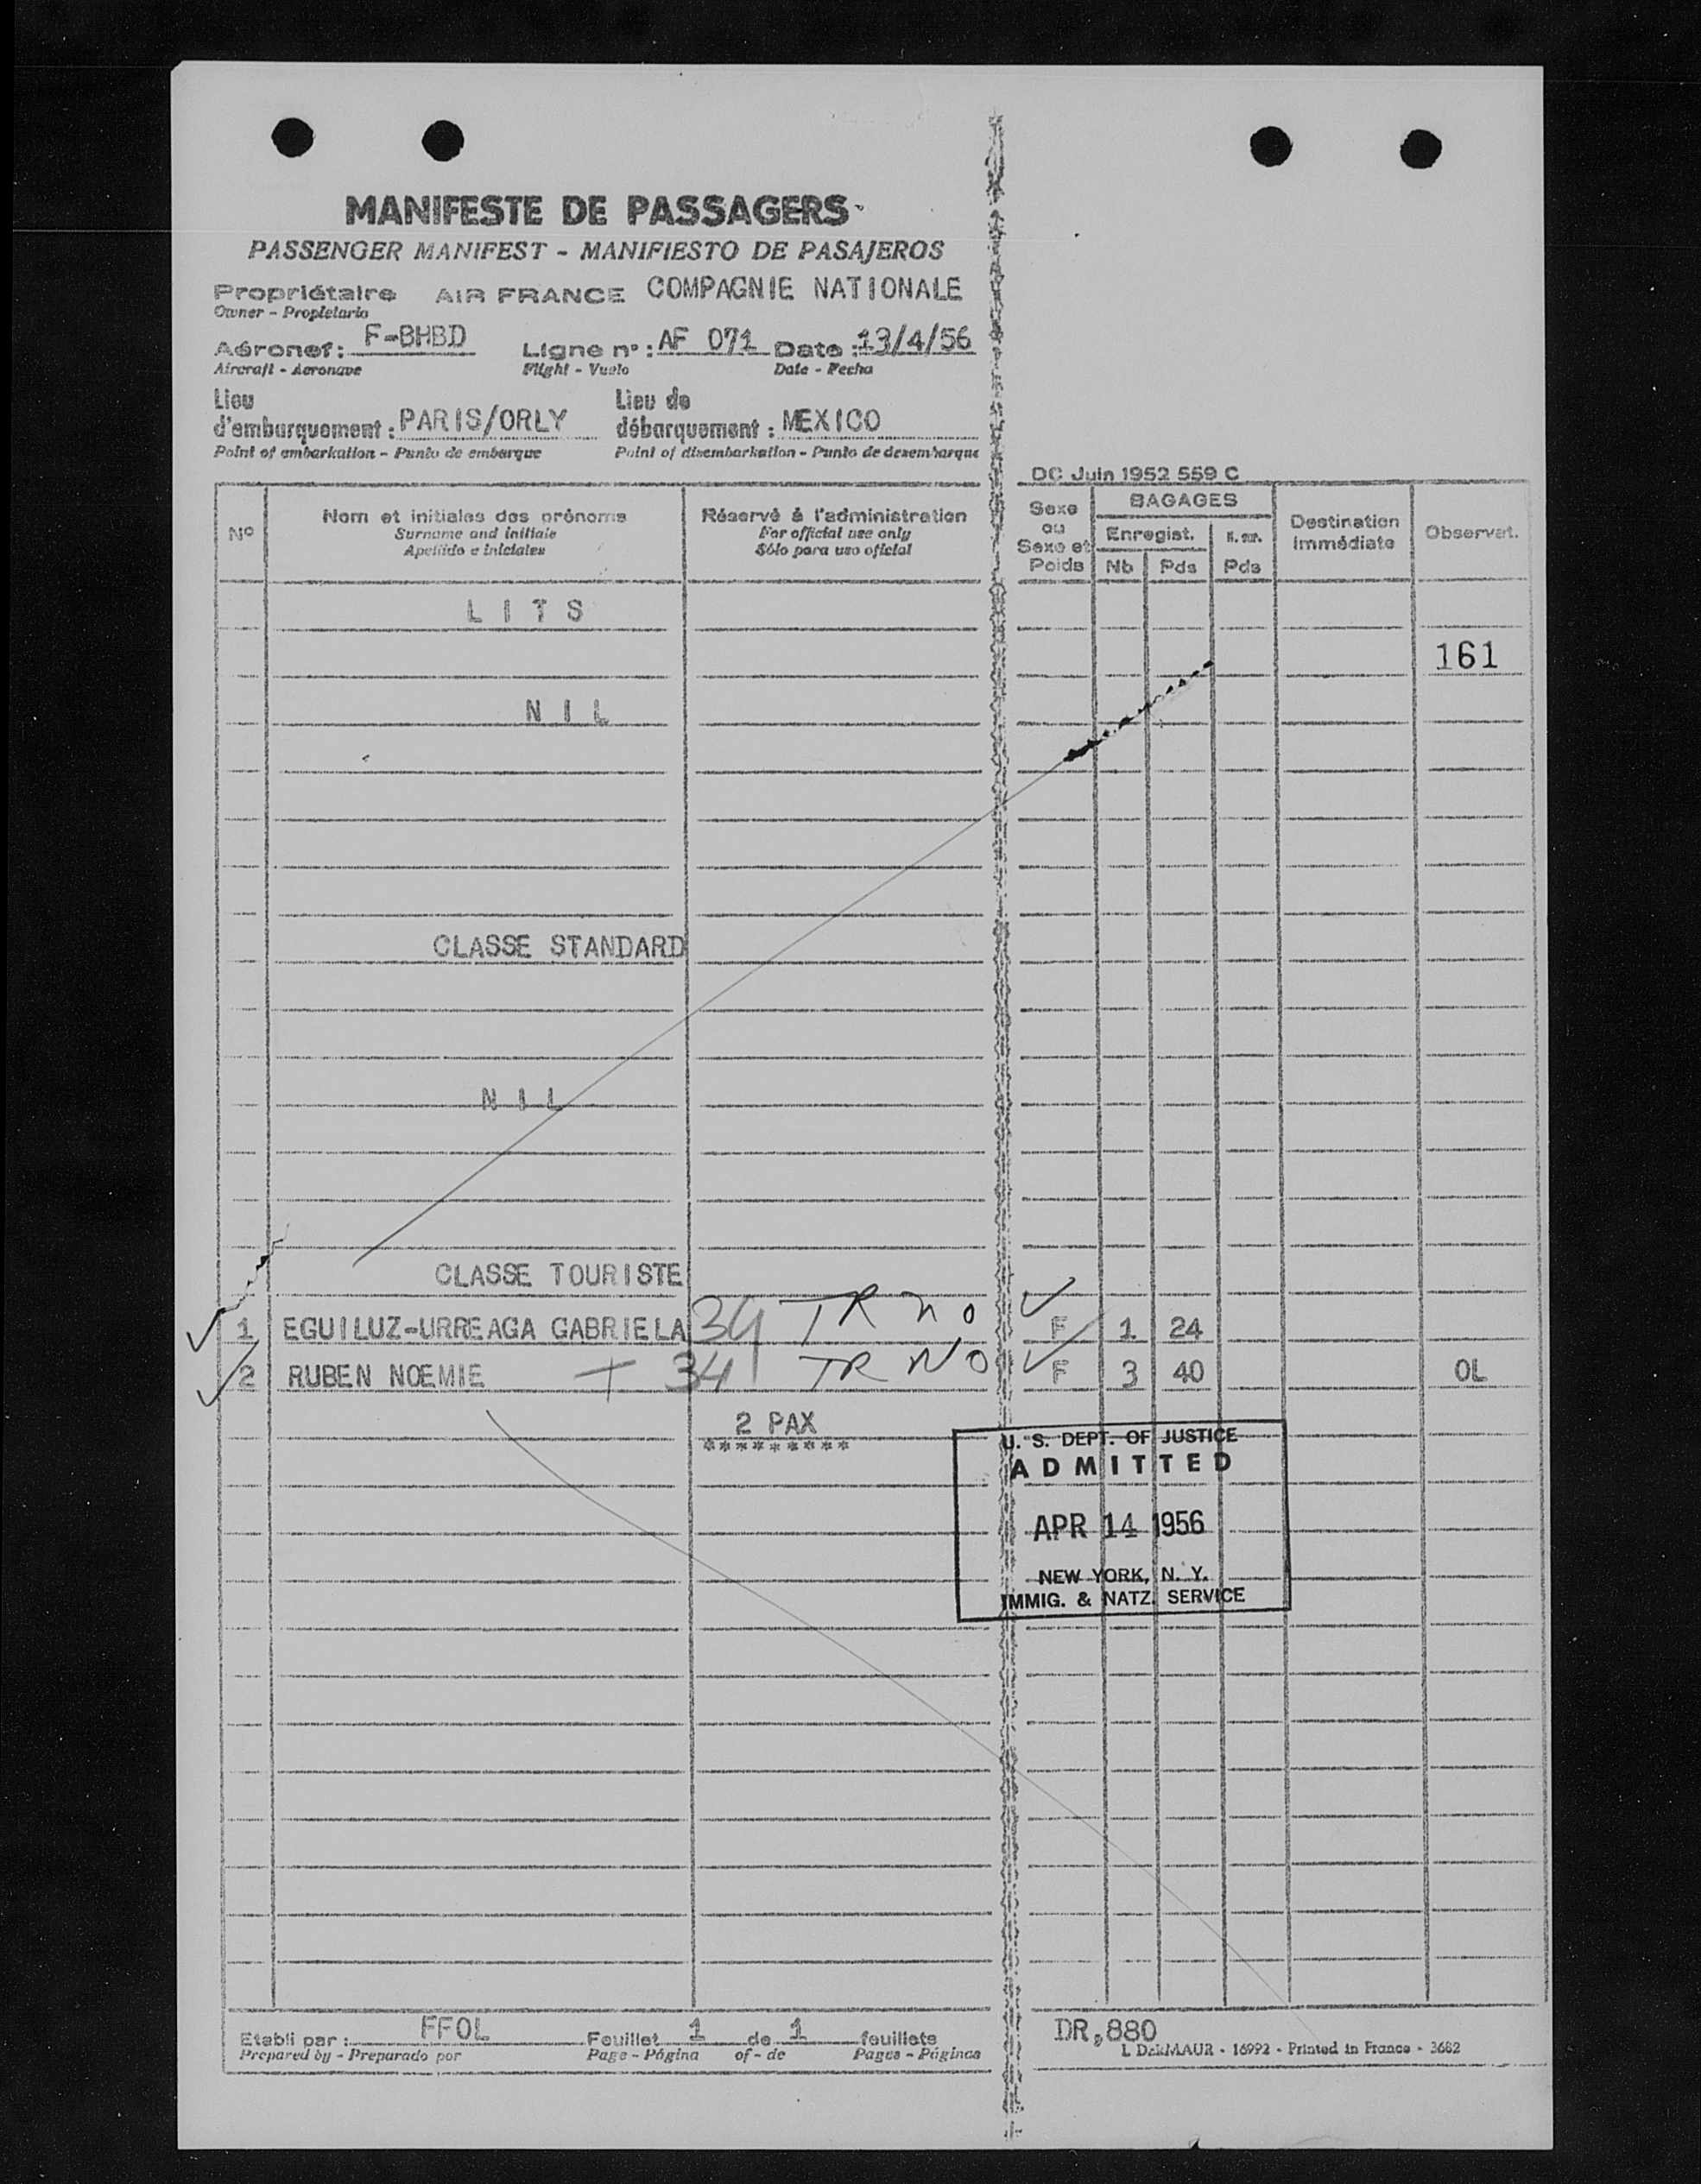 MANIFESTE DE PASSAGERS
PASSENGER MANIFEST - MANIFIESTO DE PASAJEROS
Propriétaire AIR FRANCE COMPAGNIE NATIONALE
Owner - Propietario
Aéronef : F-BHBD Ligne n° : AF 071 Date : 13/4/56
Aircraft - Aeronave Flight - Vuelo Date - Fecha
Lieu d'embarquement : PARIS/ORLY Lieu de débarquement : MEXICO
Point of embarkation - Punto de embarque Point of disembarkation - Punto de desembarque
DC Juin 1952 559 C
N° Nom et initiales des prénoms Réservé à l'administration Sexe ou Sexe et Poids BAGAGES Destination immédiate Observat.
Surname and initials For official use only Enregist.
Apellido e iniciales Sólo para uso oficial Nb Pds Pds
L I T S
161
N I L
CLASSE STANDARD
N I L
CLASSE TOURISTE
1 EGUILUZ-URREAGA GABRIELA 34 TR no F 1 24
2 RUBEN NOEMIE + 34 TR NO F 3 40 OL
2 PAX
*********
U. S. DEPT. OF JUSTICE
ADMITTED
APR 14 1956
NEW YORK, N. Y.
IMMIG. & NATZ. SERVICE
Etabli par : FFOL Feuillet 1 de 1 feuillets DR,880
Prepared by - Preparado por Page - Página of - de Pages - Páginas 16992 - Printed in France - 3682